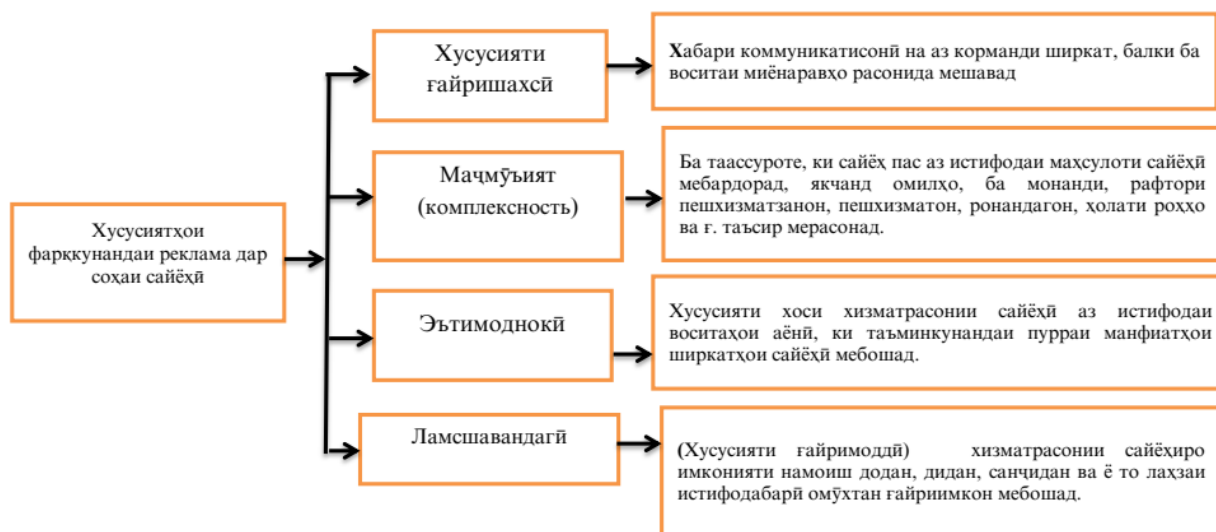 Хусусиятҳои
фарққунандаи реклама дар
соҳаи сайёҳӣ
Хусусияти
ғайришахсӣ
Хабари коммуникатисонӣ на аз корманди ширкат, балки ба
воситаи миёнаравҳо расонида мешавад
Маҷмӯъият
(комплексность)
Ба таассуроте, ки сайёҳ пас аз истифодаи маҳсулоти сайёҳӣ
мебардорад, якчанд омилҳо, ба монанди, рафтори
пешхизматзанон, пешхизматон, ронандагон, ҳолати роҳҳо
ва ғ. таъсир мерасонад.
Эътимоднокӣ
Хусусияти хоси хизматрасонии сайёҳӣ аз истифодаи
воситаҳои аёнӣ, ки таъминкунандаи пурраи манфиатҳои
ширкатҳои сайёҳӣ мебошад.
Ламсшавандагӣ
(Хусусияти ғайримоддӣ) хизматрасонии сайёҳиро
имконияти намоиш додан, дидан, санҷидан ва ё то лаҳзаи
истифодабарӣ омӯхтан ғайриимкон мебошад.